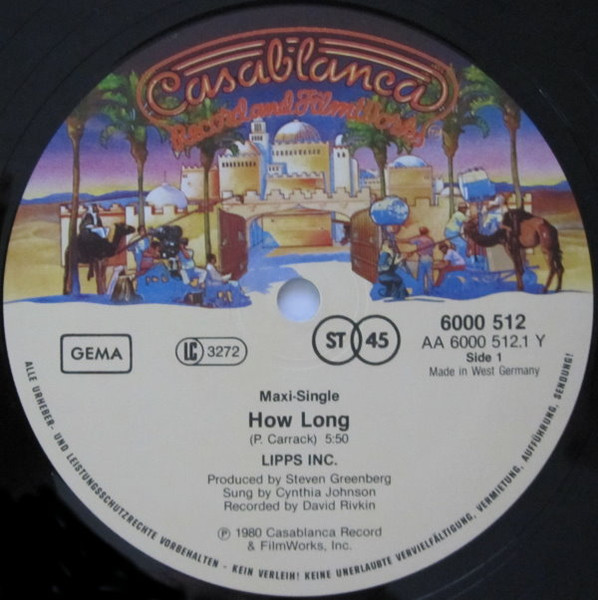 Casablanca
Record and FilmWorks
GEMA
LC 3272
ST 45
6000 512
AA 6000 512.1 Y
Side 1
Made in West Germany
Maxi-Single
How Long
(P. Carrack) 5:50
LIPPS INC.
Produced by Steven Greenberg
Sung by Cynthia Johnson
Recorded by David Rivkin
℗ 1980 Casablanca Record
& FilmWorks, Inc.
ALLE URHEBER- UND LEISTUNGSSCHUTZRECHTE VORBEHALTEN - KEIN VERLEIH! KEINE UNERLAUBTE VERVIELFÄLTIGUNG, VERMIETUNG, AUFFÜHRUNG, SENDUNG!